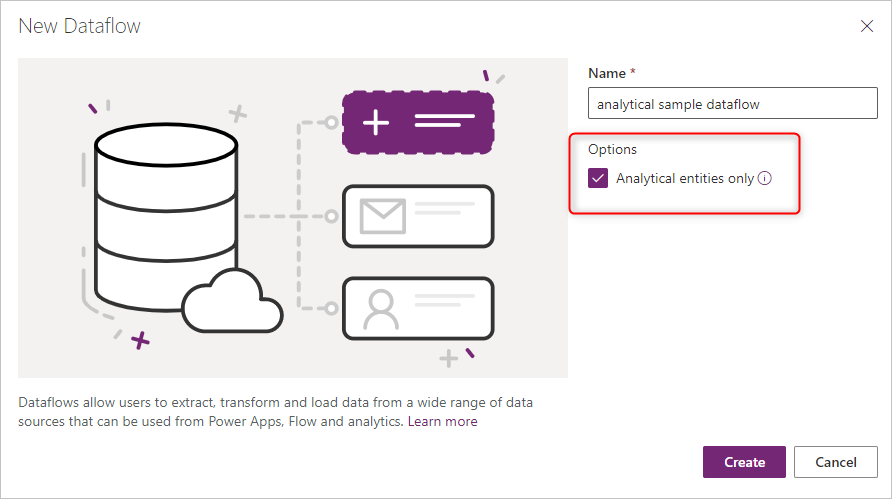 New Dataflow
Name *
analytical sample dataflow
Options
Analytical entities only
Dataflows allow users to extract, transform and load data from a wide range of data
sources that can be used from Power Apps, Flow and analytics. Learn more
Create
Cancel